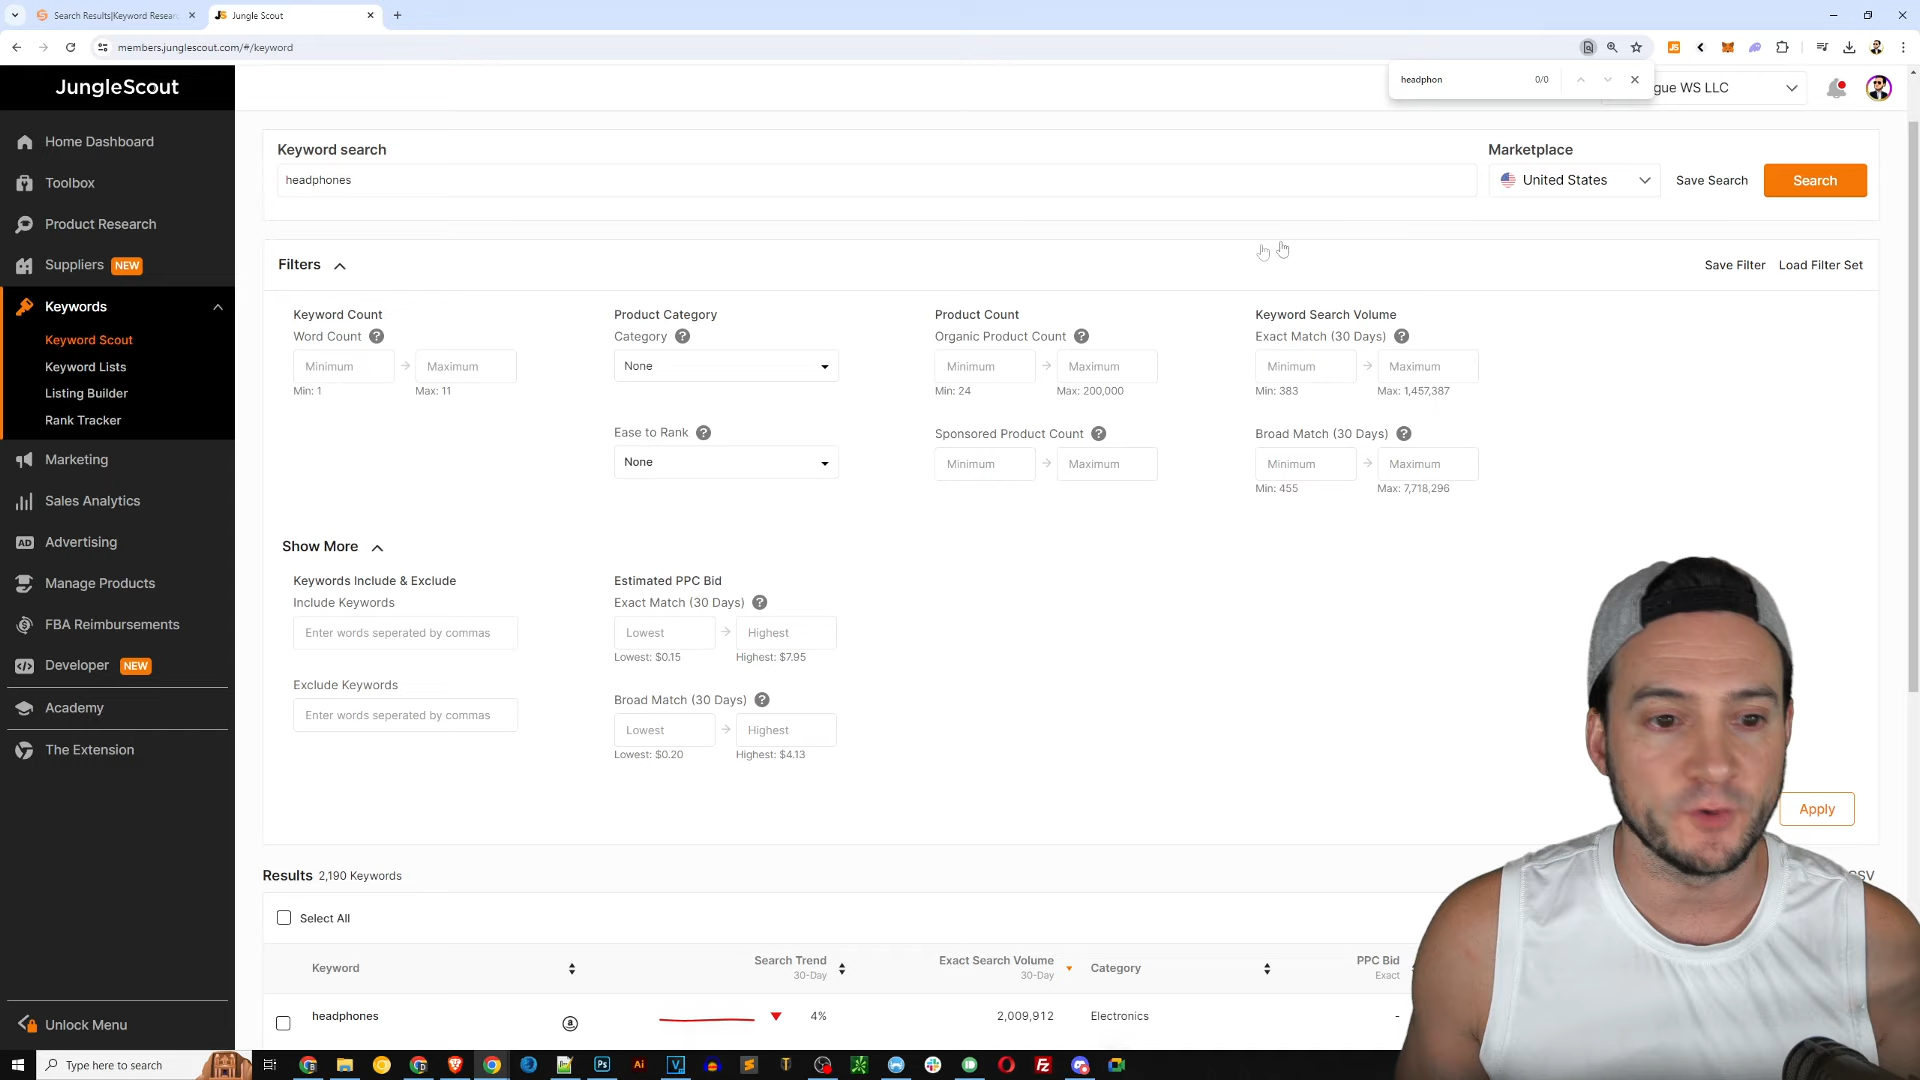 Search Results|Keyword Resear
Jungle Scout
members.junglescout.com/#/keyword
headphon
0/0
JungleScout
gue WS LLC
Home Dashboard
Toolbox
Product Research
Suppliers NEW
Keywords
Keyword Scout
Keyword Lists
Listing Builder
Rank Tracker
Marketing
Sales Analytics
Advertising
Manage Products
FBA Reimbursements
Developer NEW
Academy
The Extension
Unlock Menu
Keyword search
headphones
Marketplace
United States
Save Search
Search
Filters
Save Filter
Load Filter Set
Keyword Count
Word Count ?
Minimum
Maximum
Min: 1
Max: 11
Product Category
Category ?
None
Ease to Rank ?
None
Product Count
Organic Product Count ?
Minimum
Maximum
Min: 24
Max: 200,000
Sponsored Product Count ?
Minimum
Maximum
Keyword Search Volume
Exact Match (30 Days) ?
Minimum
Maximum
Min: 383
Max: 1,457,387
Broad Match (30 Days) ?
Minimum
Maximum
Min: 455
Max: 7,718,296
Show More
Keywords Include & Exclude
Include Keywords
Enter words seperated by commas
Exclude Keywords
Enter words seperated by commas
Estimated PPC Bid
Exact Match (30 Days) ?
Lowest
Highest
Lowest: $0.15
Highest: $7.95
Broad Match (30 Days) ?
Lowest
Highest
Lowest: $0.20
Highest: $4.13
Apply
Results 2,190 Keywords
CSV
Select All
Keyword
Search Trend
30-Day
Exact Search Volume
30-Day
Category
PPC Bid
Exact
headphones
4%
2,009,912
Electronics
-
Type here to search